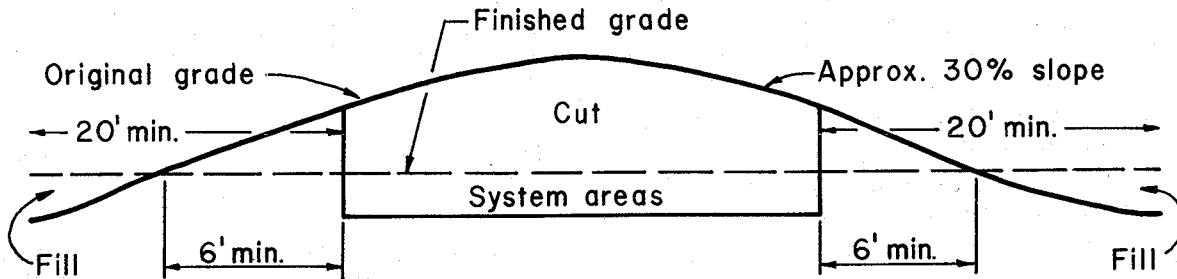 Finished grade
Original grade
Approx. 30% slope
Cut
20' min.
20' min.
System areas
6' min.
6' min.
Fill
Fill